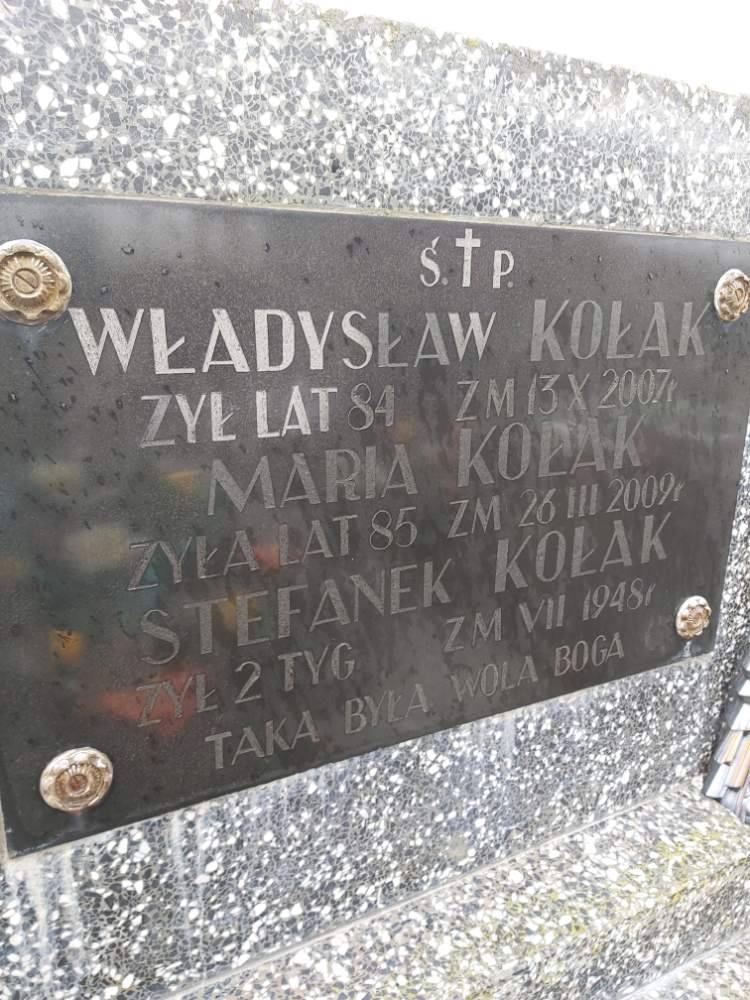 Ś.✝P.
WŁADYSŁAW KOŁAK
ŻYŁ LAT 84 ZM 13 X 2007r
MARIA KOŁAK
ŻYŁA LAT 85 ZM 26 III 2009r
STEFANEK KOŁAK
ŻYŁ 2 TYG ZM VII 1948r
TAKA BYŁA WOLA BOGA